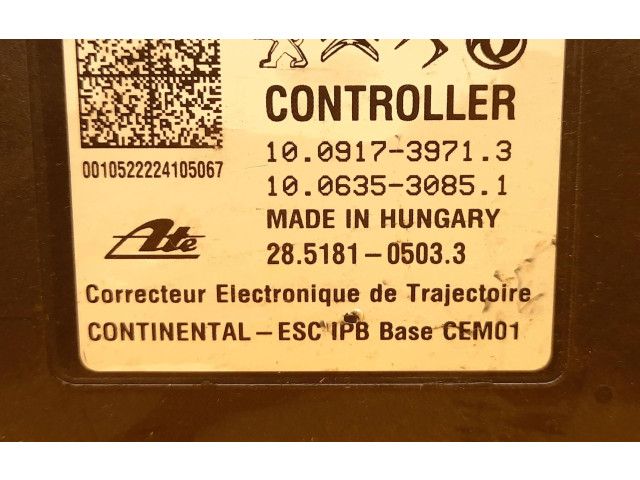 CONTROLLER
10.0917-3971.3
10.0635-3085.1
0010522224105067
MADE IN HUNGARY
Ate
28.5181-0503.3
Correcteur Electronique de Trajectoire
CONTINENTAL-ESC IPB Base CEM01